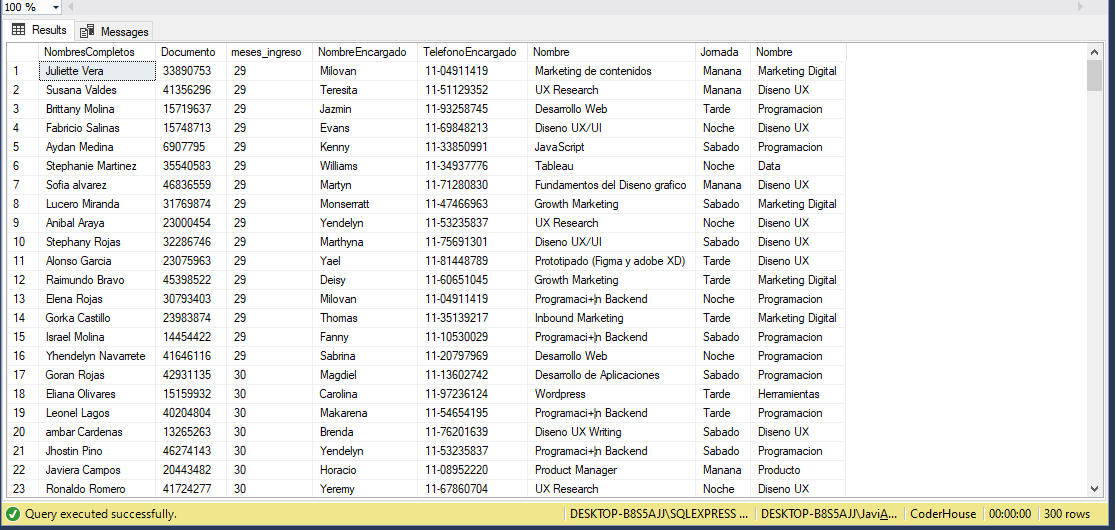 100 %
Results Messages
NombresCompletos Documento meses_ingreso NombreEncargado TelefonoEncargado Nombre Jornada Nombre
1 Juliette Vera 33890753 29 Milovan 11-04911419 Marketing de contenidos Manana Marketing Digital
2 Susana Valdes 41356296 29 Teresita 11-51129352 UX Research Manana Diseno UX
3 Brittany Molina 15719637 29 Jazmin 11-93258745 Desarrollo Web Tarde Programacion
4 Fabricio Salinas 15748713 29 Evans 11-69848213 Diseno UX/UI Noche Diseno UX
5 Aydan Medina 6907795 29 Kenny 11-33850991 JavaScript Sabado Programacion
6 Stephanie Martinez 35540583 29 Williams 11-34937776 Tableau Noche Data
7 Sofia alvarez 46836559 29 Martyn 11-71280830 Fundamentos del Diseno grafico Manana Diseno UX
8 Lucero Miranda 31769874 29 Monserratt 11-47466963 Growth Marketing Sabado Marketing Digital
9 Anibal Araya 23000454 29 Yendelyn 11-53235837 UX Research Noche Diseno UX
10 Stephany Rojas 32286746 29 Marthyna 11-75691301 Diseno UX/UI Sabado Diseno UX
11 Alonso Garcia 23075963 29 Yael 11-81448789 Prototipado (Figma y adobe XD) Tarde Diseno UX
12 Raimundo Bravo 45398522 29 Deisy 11-60651045 Growth Marketing Tarde Marketing Digital
13 Elena Rojas 30793403 29 Milovan 11-04911419 Programaci+|n Backend Noche Programacion
14 Gorka Castillo 23983874 29 Thomas 11-35139217 Inbound Marketing Tarde Marketing Digital
15 Israel Molina 14454422 29 Fanny 11-10530029 Programaci+|n Backend Sabado Programacion
16 Yhendelyn Navarrete 41646116 29 Sabrina 11-20797969 Desarrollo Web Noche Programacion
17 Goran Rojas 42931135 30 Magdiel 11-13602742 Desarrollo de Aplicaciones Sabado Programacion
18 Eliana Olivares 15159932 30 Carolina 11-97236124 Wordpress Tarde Herramientas
19 Leonel Lagos 40204804 30 Makarena 11-54654195 Programaci+|n Backend Tarde Programacion
20 ambar Cardenas 13265263 30 Brenda 11-76201639 Diseno UX Writing Sabado Diseno UX
21 Jhostin Pino 46274143 30 Yendelyn 11-53235837 Programaci+|n Backend Sabado Programacion
22 Javiera Campos 20443482 30 Horacio 11-08952220 Product Manager Manana Producto
23 Ronaldo Romero 41724277 30 Yeremy 11-67860704 UX Research Noche Diseno UX
Query executed successfully. DESKTOP-B8S5AJJ\SQLEXPRESS ... DESKTOP-B8S5AJJ\JaviA... CoderHouse 00:00:00 300 rows